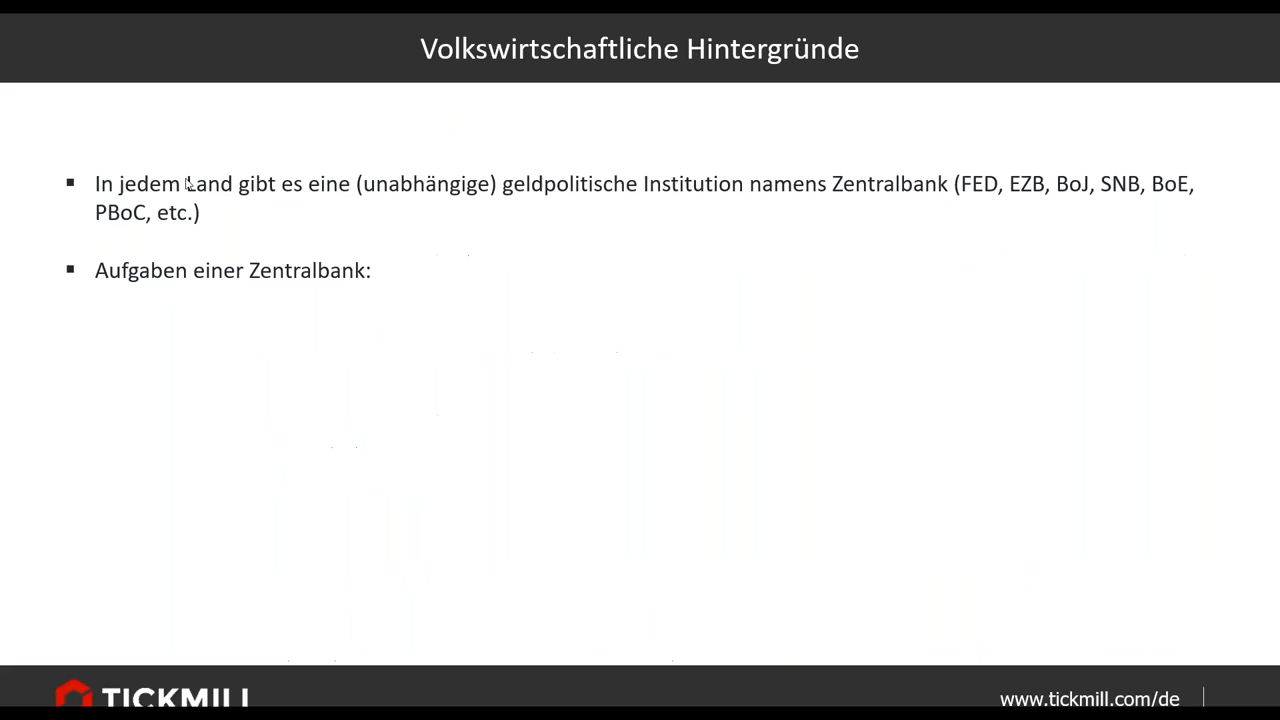 Volkswirtschaftliche Hintergründe
▪ In jedem Land gibt es eine (unabhängige) geldpolitische Institution namens Zentralbank (FED, EZB, BoJ, SNB, BoE,
PBoC, etc.)
▪ Aufgaben einer Zentralbank:
TICKMILL
www.tickmill.com/de